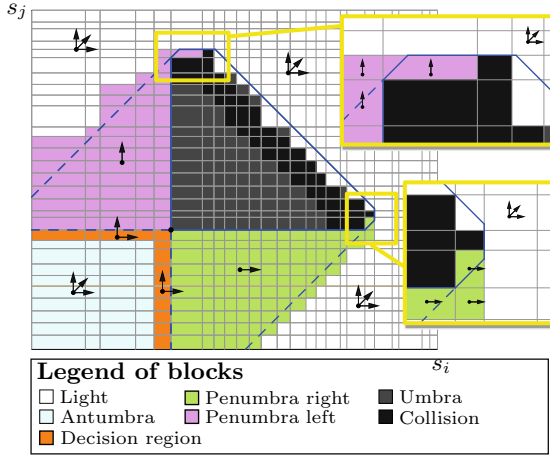 s_j
s_i
Legend of blocks
Light Penumbra right Umbra
Antumbra Penumbra left Collision
Decision region